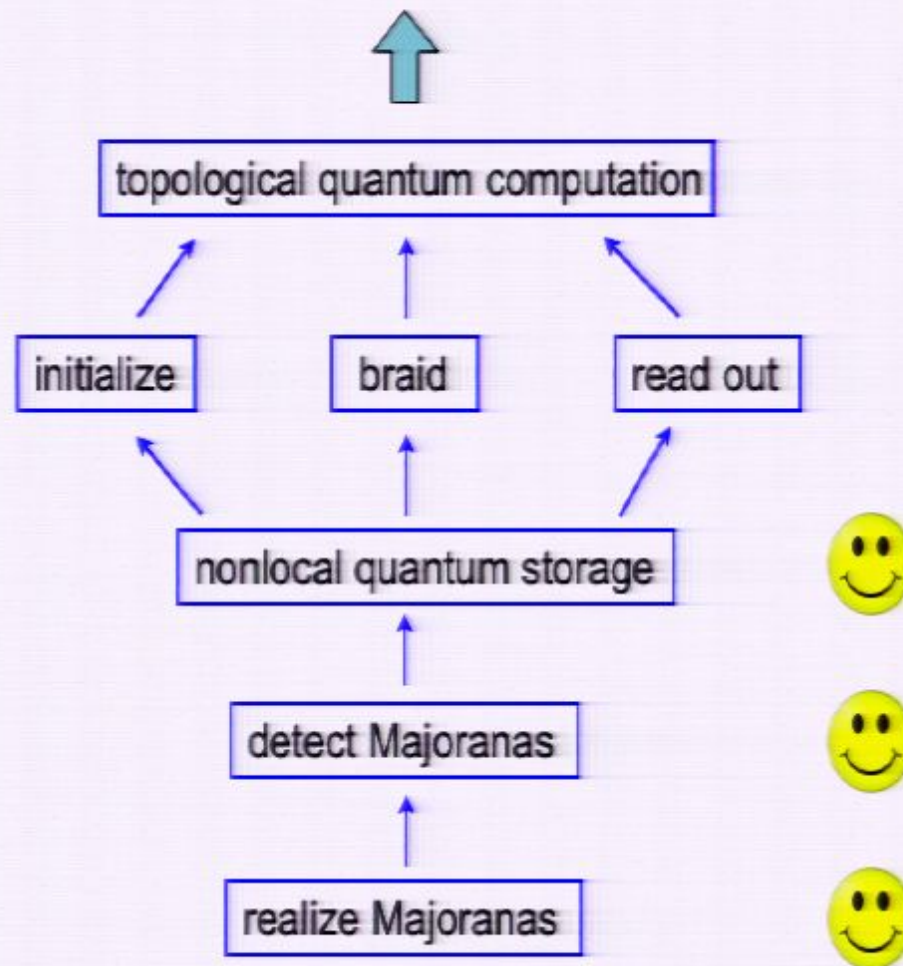 topological quantum computation
initialize braid read out
nonlocal quantum storage
detect Majoranas
realize Majoranas